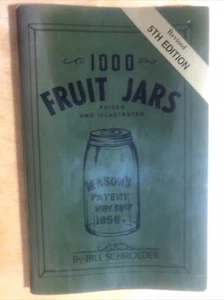 Revised
5TH EDITION
1000
FRUIT JARS
PRICED
AND ILLUSTRATED
MASON'S
PATENT
NOV. 30TH
1858
By BILL SCHROEDER